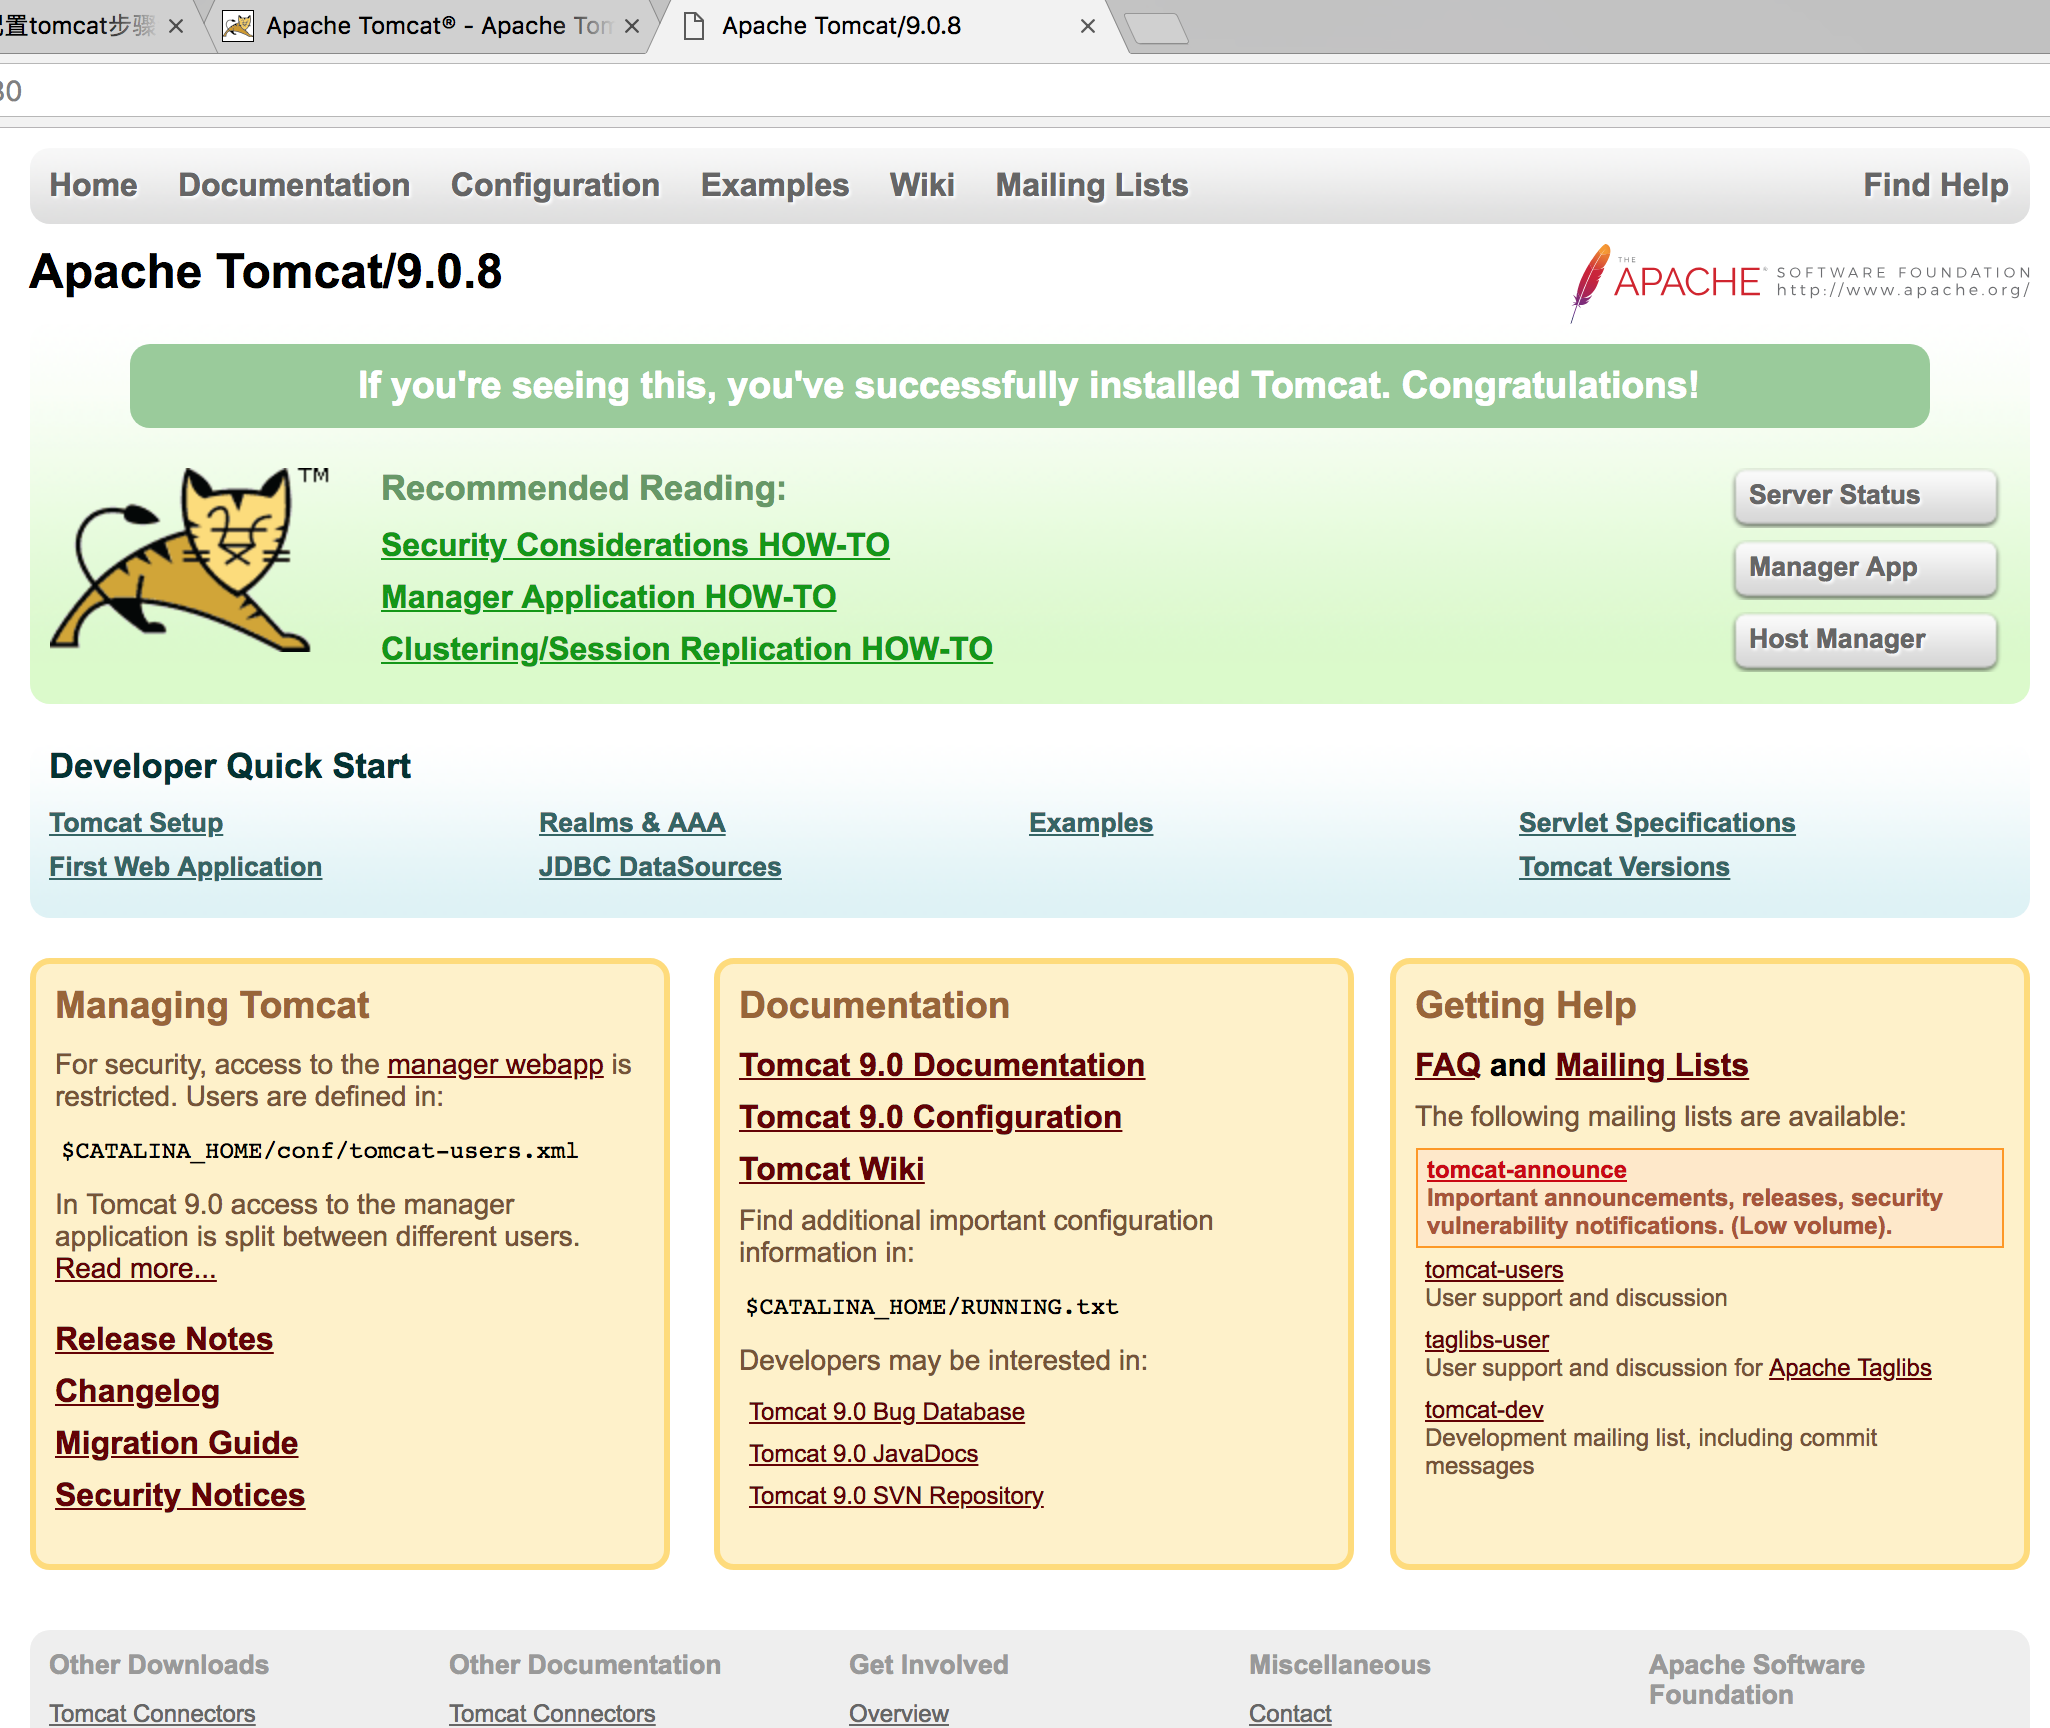 置tomcat步骤
Apache Tomcat® - Apache Tom
Apache Tomcat/9.0.8
80
Home Documentation Configuration Examples Wiki Mailing Lists Find Help
Apache Tomcat/9.0.8
THE APACHE® SOFTWARE FOUNDATION
http://www.apache.org/
If you're seeing this, you've successfully installed Tomcat. Congratulations!
TM
Recommended Reading:
Security Considerations HOW-TO
Manager Application HOW-TO
Clustering/Session Replication HOW-TO
Server Status
Manager App
Host Manager
Developer Quick Start
Tomcat Setup
First Web Application
Realms & AAA
JDBC DataSources
Examples
Servlet Specifications
Tomcat Versions
Managing Tomcat
For security, access to the manager webapp is
restricted. Users are defined in:
$CATALINA_HOME/conf/tomcat-users.xml
In Tomcat 9.0 access to the manager
application is split between different users.
Read more...
Release Notes
Changelog
Migration Guide
Security Notices
Documentation
Tomcat 9.0 Documentation
Tomcat 9.0 Configuration
Tomcat Wiki
Find additional important configuration
information in:
$CATALINA_HOME/RUNNING.txt
Developers may be interested in:
Tomcat 9.0 Bug Database
Tomcat 9.0 JavaDocs
Tomcat 9.0 SVN Repository
Getting Help
FAQ and Mailing Lists
The following mailing lists are available:
tomcat-announce
Important announcements, releases, security
vulnerability notifications. (Low volume).
tomcat-users
User support and discussion
taglibs-user
User support and discussion for Apache Taglibs
tomcat-dev
Development mailing list, including commit
messages
Other Downloads
Tomcat Connectors
Other Documentation
Tomcat Connectors
Get Involved
Overview
Miscellaneous
Contact
Apache Software
Foundation